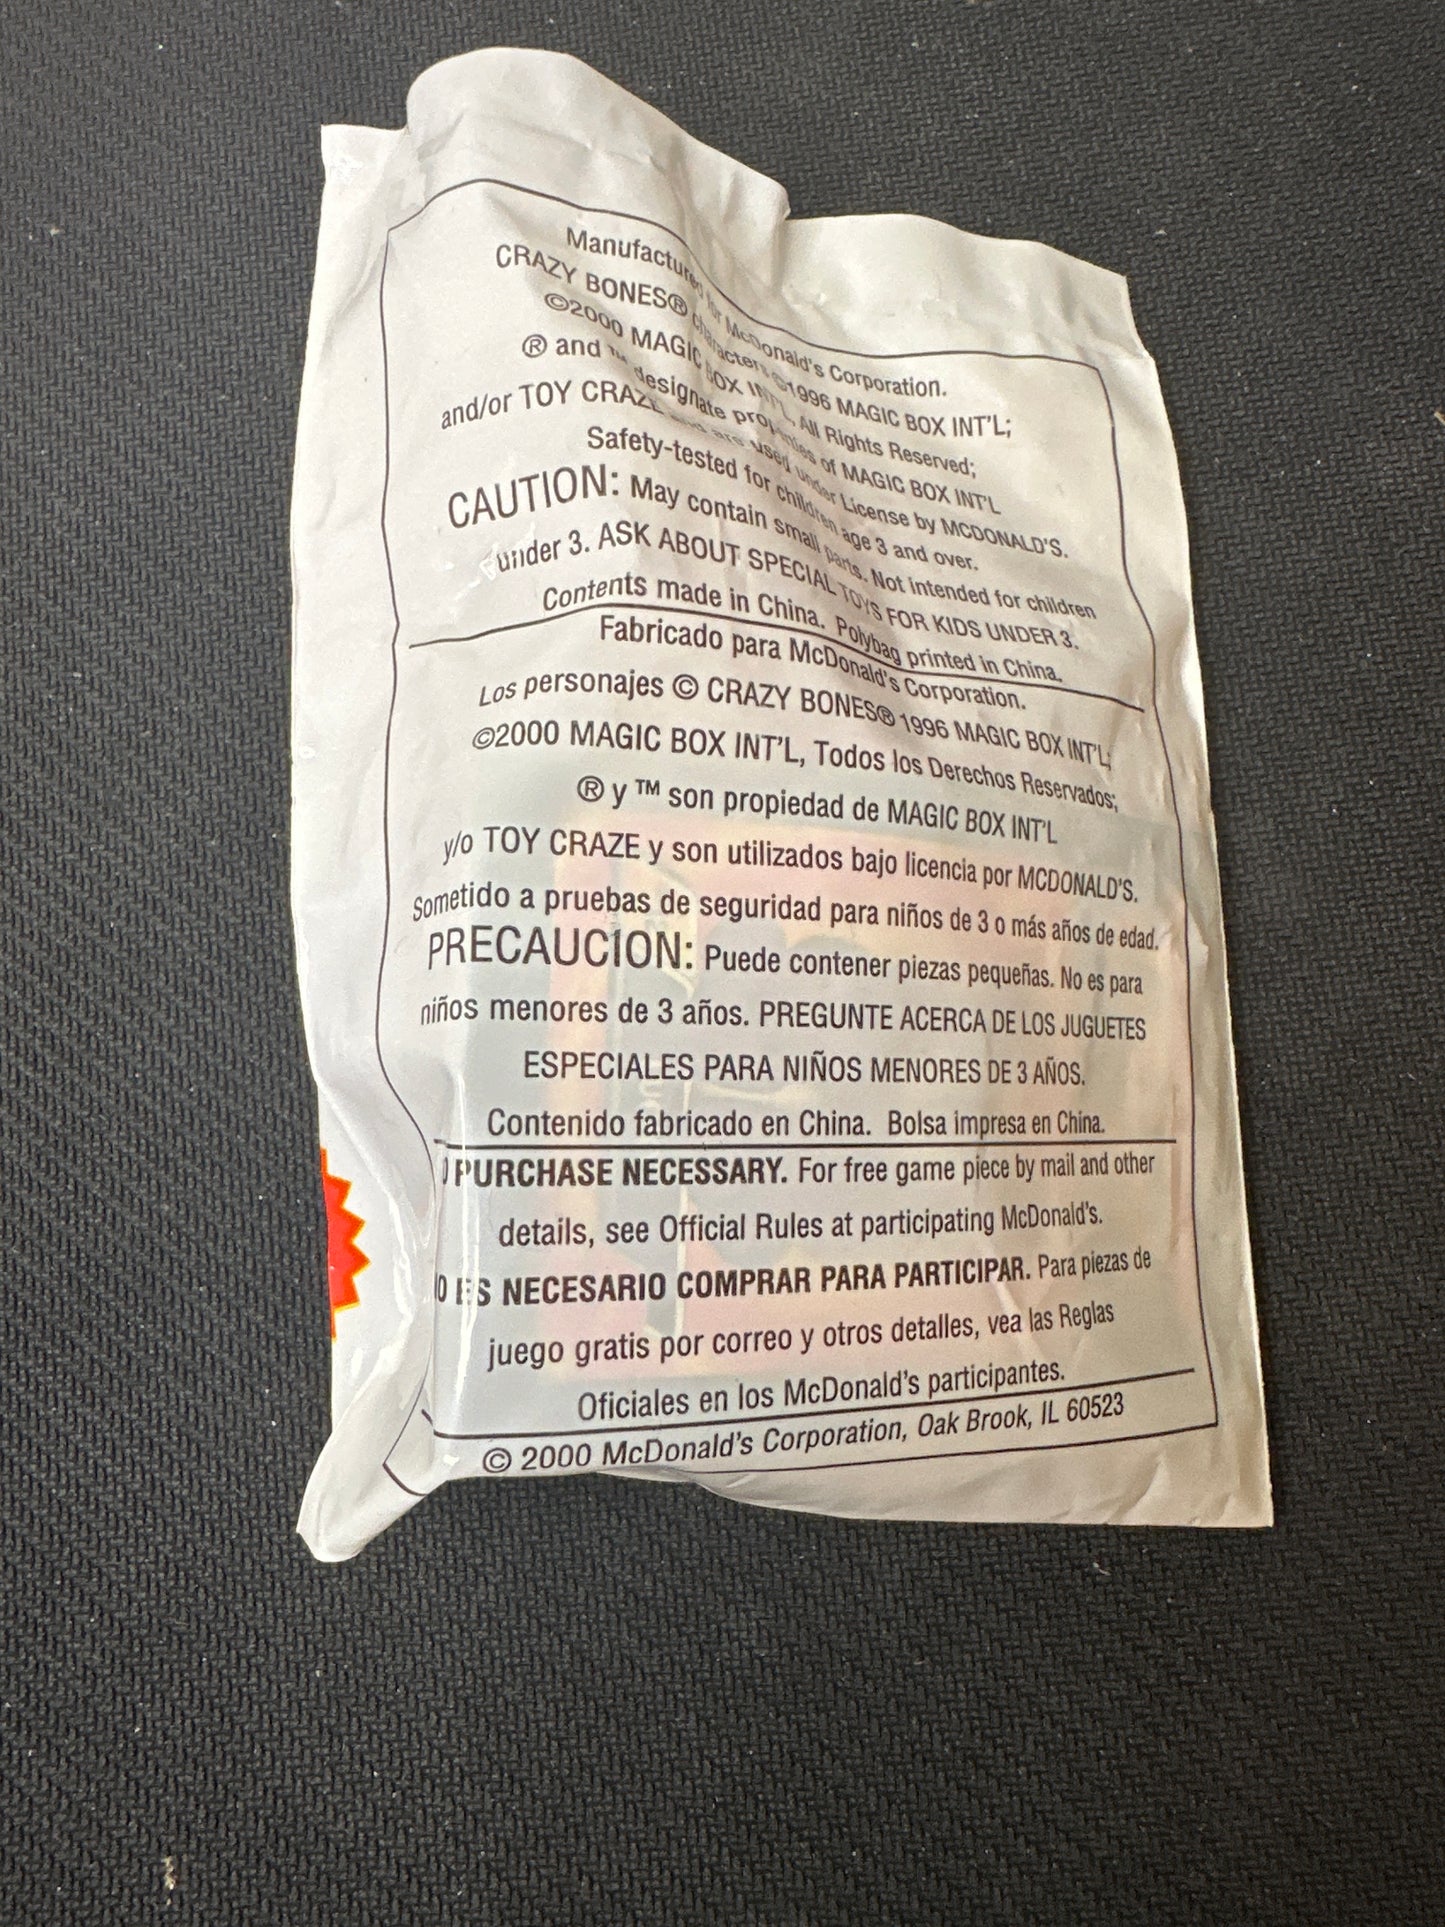 Manufactured for McDonald's Corporation.
CRAZY BONES® characters ©1996 MAGIC BOX INT'L;
©2000 MAGIC BOX INT'L, All Rights Reserved;
® and ™ designate properties of MAGIC BOX INT'L
and/or TOY CRAZE and are used under License by MCDONALD'S.
Safety-tested for children age 3 and over.
CAUTION: May contain small parts. Not intended for children
under 3. ASK ABOUT SPECIAL TOYS FOR KIDS UNDER 3.
Contents made in China. Polybag printed in China.
Fabricado para McDonald's Corporation.
Los personajes © CRAZY BONES® 1996 MAGIC BOX INT'L;
©2000 MAGIC BOX INT'L, Todos los Derechos Reservados;
® y ™ son propiedad de MAGIC BOX INT'L
y/o TOY CRAZE y son utilizados bajo licencia por MCDONALD'S.
Sometido a pruebas de seguridad para niños de 3 o más años de edad.
PRECAUCION: Puede contener piezas pequeñas. No es para
niños menores de 3 años. PREGUNTE ACERCA DE LOS JUGUETES
ESPECIALES PARA NIÑOS MENORES DE 3 AÑOS.
Contenido fabricado en China. Bolsa impresa en China.
PURCHASE NECESSARY. For free game piece by mail and other
details, see Official Rules at participating McDonald's.
ES NECESARIO COMPRAR PARA PARTICIPAR. Para piezas de
juego gratis por correo y otros detalles, vea las Reglas
Oficiales en los McDonald's participantes.
© 2000 McDonald's Corporation, Oak Brook, IL 60523